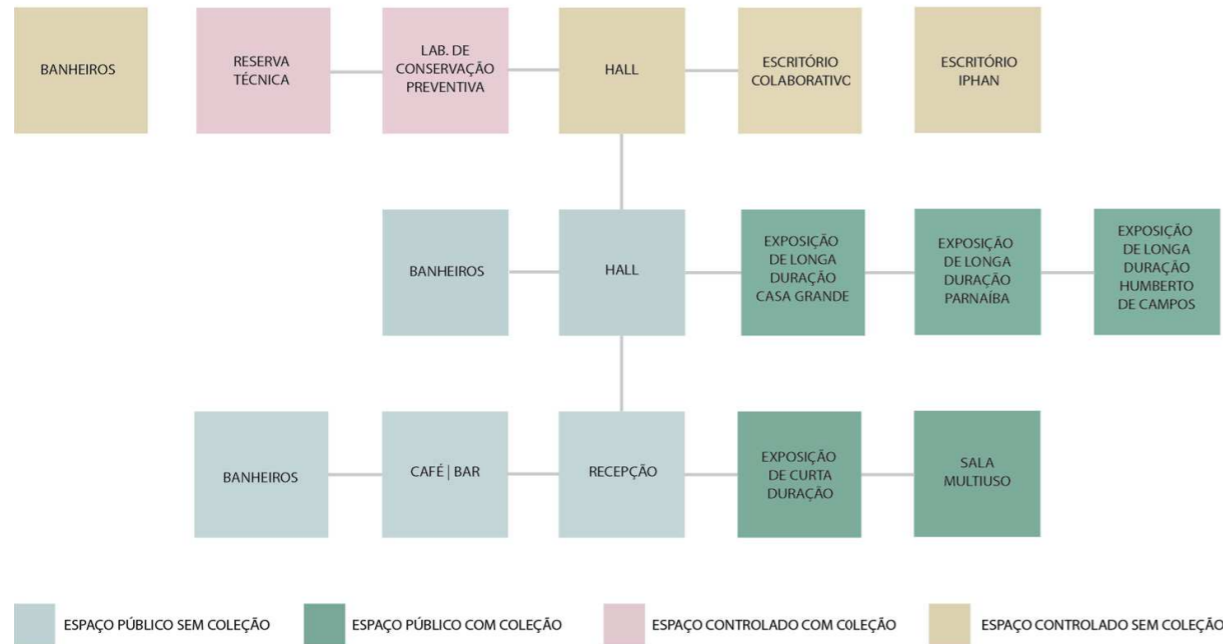 BANHEIROS
RESERVA
TÉCNICA
LAB. DE
CONSERVAÇÃO
PREVENTIVA
HALL
ESCRITÓRIO
COLABORATIVO
ESCRITÓRIO
IPHAN
BANHEIROS
HALL
EXPOSIÇÃO
DE LONGA
DURAÇÃO
CASA GRANDE
EXPOSIÇÃO
DE LONGA
DURAÇÃO
PARNAÍBA
EXPOSIÇÃO
DE LONGA
DURAÇÃO
HUMBERTO
DE CAMPOS
BANHEIROS
CAFÉ | BAR
RECEPÇÃO
EXPOSIÇÃO
DE CURTA
DURAÇÃO
SALA
MULTIUSO
ESPAÇO PÚBLICO SEM COLEÇÃO
ESPAÇO PÚBLICO COM COLEÇÃO
ESPAÇO CONTROLADO COM C0LEÇÃO
ESPAÇO CONTROLADO SEM COLEÇÃO